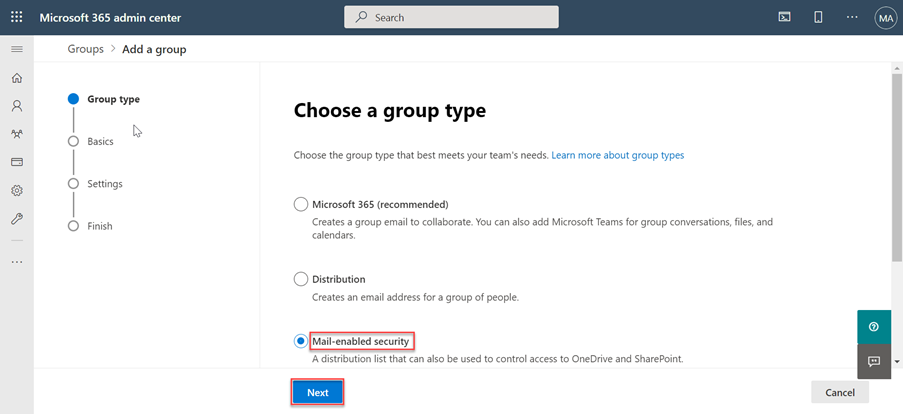 Microsoft 365 admin center
Search
MA
Groups > Add a group
Group type
Basics
Settings
Finish
Choose a group type
Choose the group type that best meets your team's needs. Learn more about group types
Microsoft 365 (recommended)
Creates a group email to collaborate. You can also add Microsoft Teams for group conversations, files, and
calendars.
Distribution
Creates an email address for a group of people.
Mail-enabled security
A distribution list that can also be used to control access to OneDrive and SharePoint.
Next
Cancel